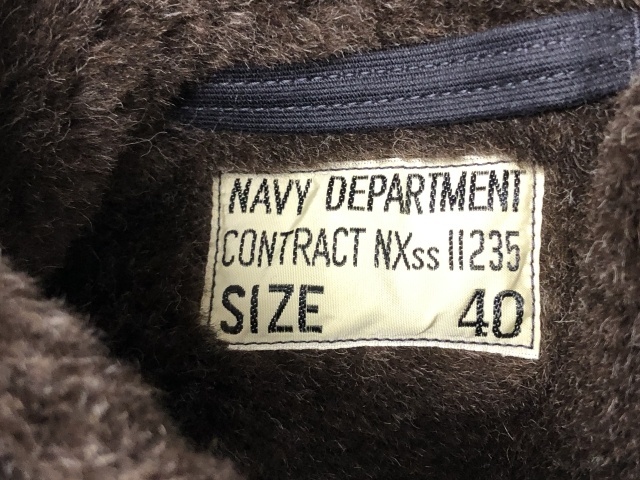 NAVY DEPARTMENT
CONTRACT NXss 11235
SIZE 40